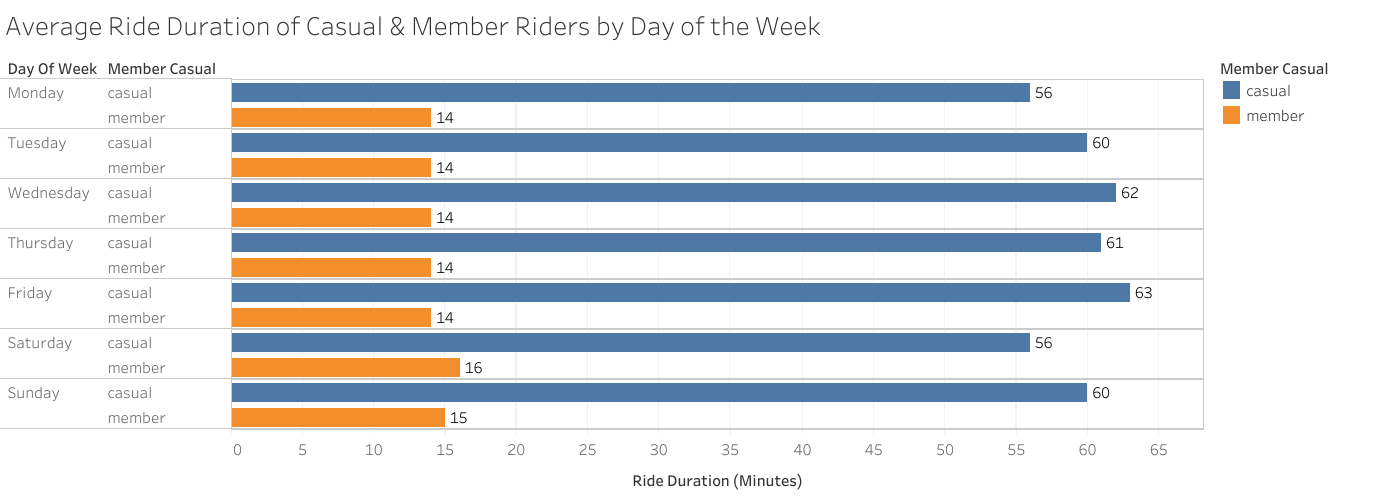 Average Ride Duration of Casual & Member Riders by Day of the Week
Day Of Week Member Casual
Monday casual 56
member 14
Tuesday casual 60
member 14
Wednesday casual 62
member 14
Thursday casual 61
member 14
Friday casual 63
member 14
Saturday casual 56
member 16
Sunday casual 60
member 15
0 5 10 15 20 25 30 35 40 45 50 55 60 65
Ride Duration (Minutes)
Member Casual
casual
member